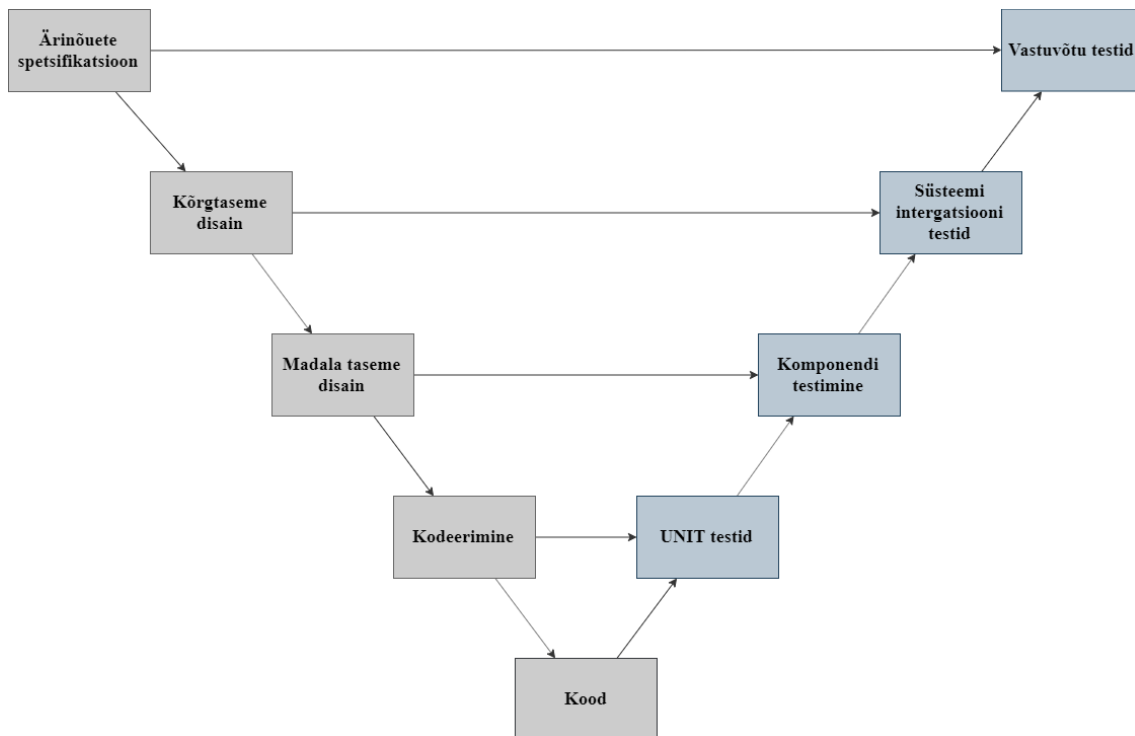 Ärinõuete
spetsifikatsioon
Vastuvõtu testid
Kõrgtaseme
disain
Süsteemi
intergatsiooni
testid
Madala taseme
disain
Komponendi
testimine
Kodeerimine
UNIT testid
Kood